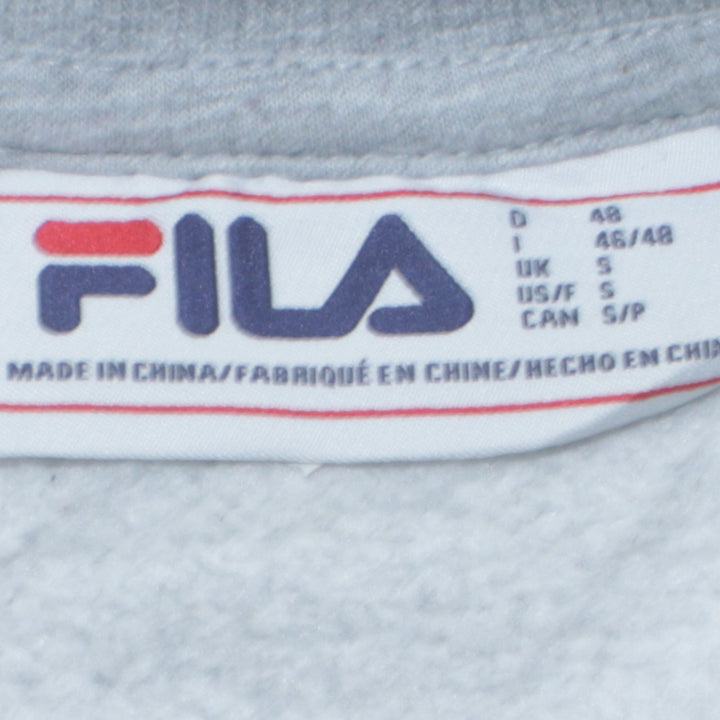 FILA
D 48
I 46/48
UK S
US/F S
CAN S/P
MADE IN CHINA/FABRIQUÉ EN CHINE/HECHO EN CHIN